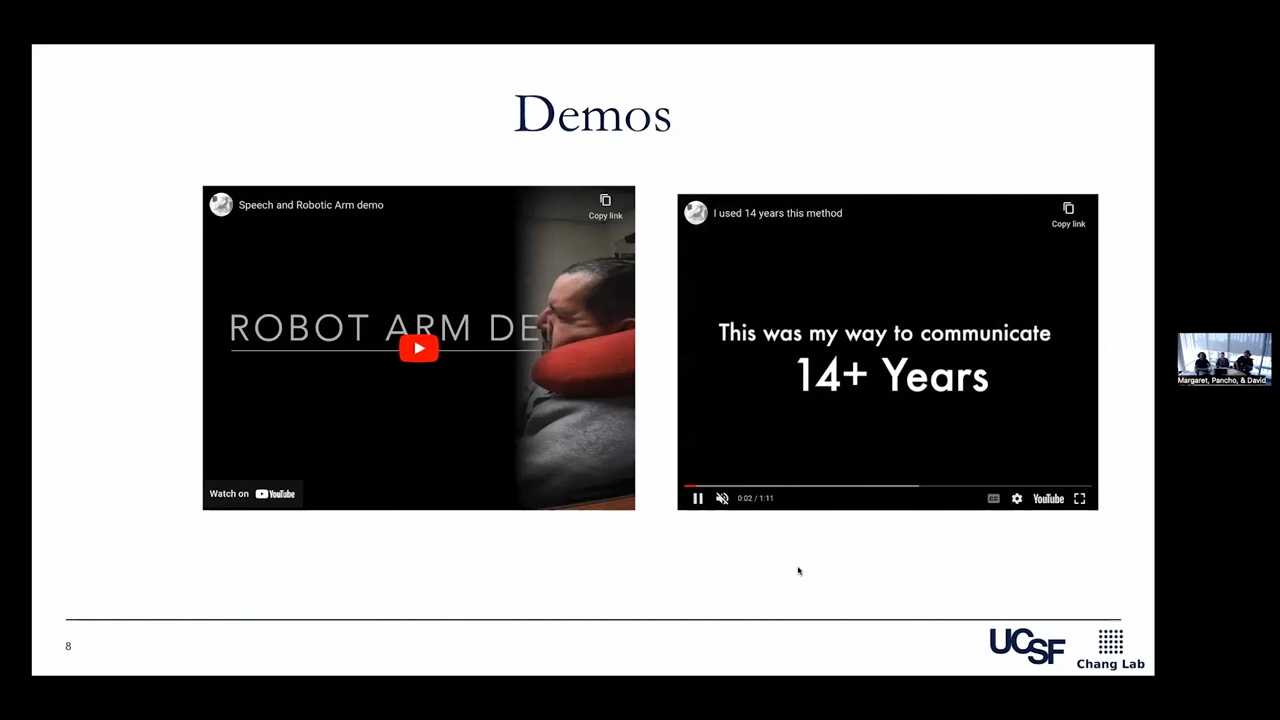 Demos
Speech and Robotic Arm demo
Copy link
ROBOT ARM DE
Watch on YouTube
I used 14 years this method
Copy link
This was my way to communicate
14+ Years
0:02 / 1:11
CC
YouTube
Margaret, Pancho, & David
8
UCSF
Chang Lab